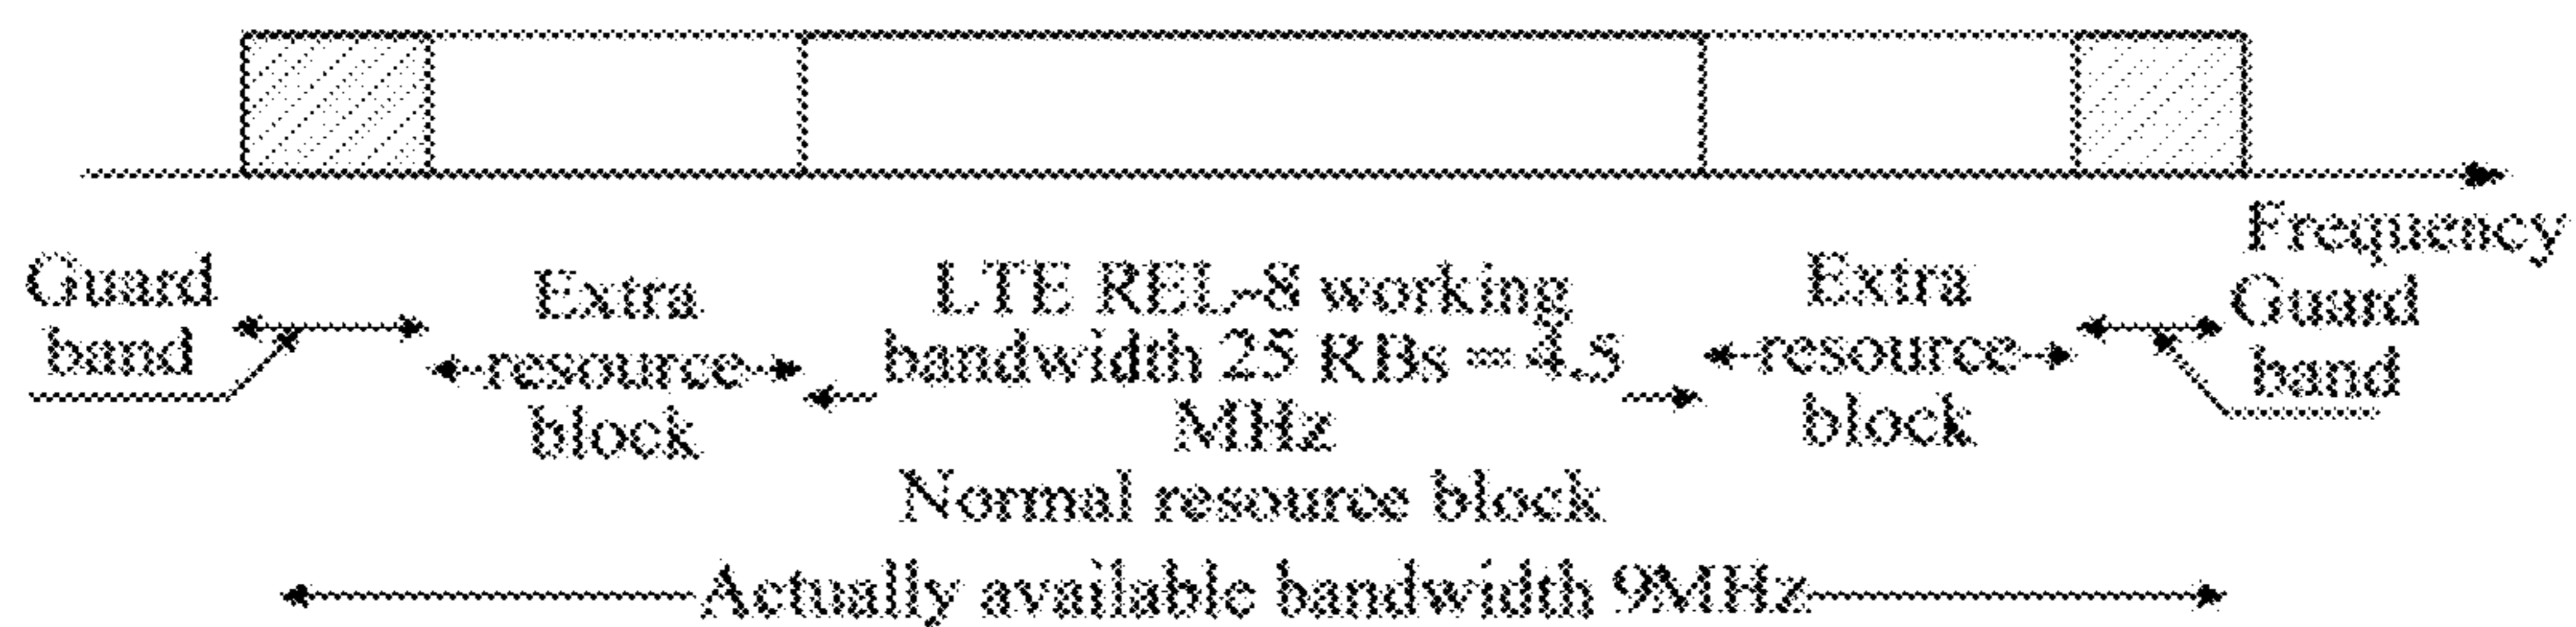 Frequency
Guard
band
Extra
resource
block
LTE REL-8 working
bandwidth 25 RBs = 4.5
MHz
Normal resource block
Extra
resource
block
Guard
band
Actually available bandwidth 9MHz